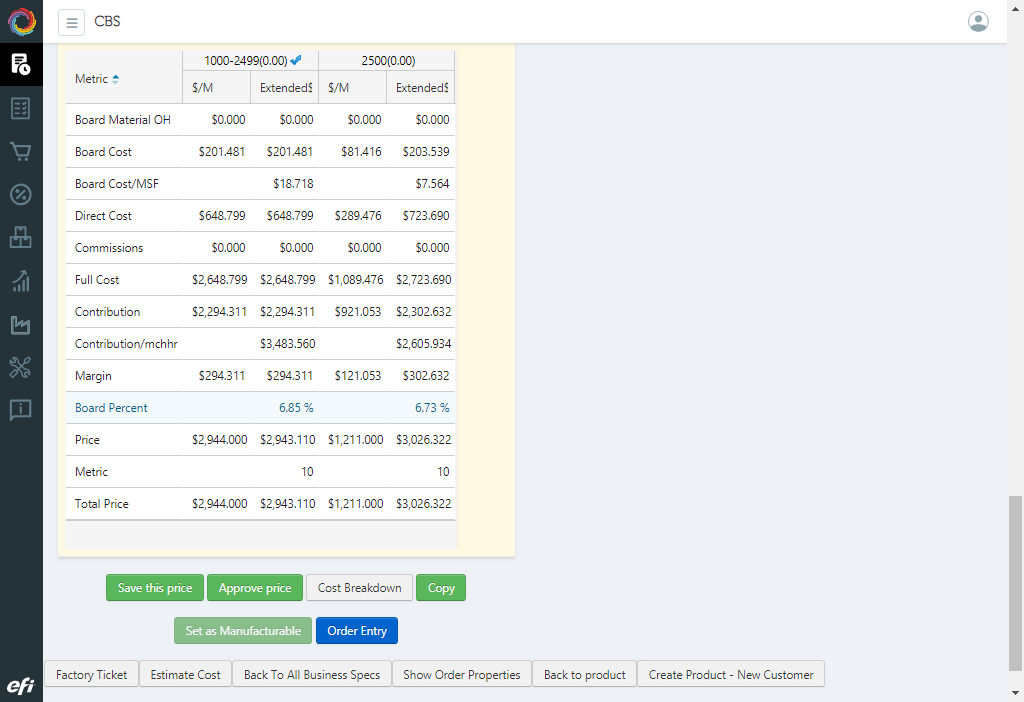 CBS
1000-2499(0.00) 2500(0.00)
Metric $/M Extended$ $/M Extended$
Board Material OH $0.000 $0.000 $0.000 $0.000
Board Cost $201.481 $201.481 $81.416 $203.539
Board Cost/MSF $18.718 $7.564
Direct Cost $648.799 $648.799 $289.476 $723.690
Commissions $0.000 $0.000 $0.000 $0.000
Full Cost $2,648.799 $2,648.799 $1,089.476 $2,723.690
Contribution $2,294.311 $2,294.311 $921.053 $2,302.632
Contribution/mchhr $3,483.560 $2,605.934
Margin $294.311 $294.311 $121.053 $302.632
Board Percent 6.85 % 6.73 %
Price $2,944.000 $2,943.110 $1,211.000 $3,026.322
Metric 10 10
Total Price $2,944.000 $2,943.110 $1,211.000 $3,026.322
Save this price Approve price Cost Breakdown Copy
Set as Manufacturable Order Entry
Factory Ticket Estimate Cost Back To All Business Specs Show Order Properties Back to product Create Product - New Customer
efi